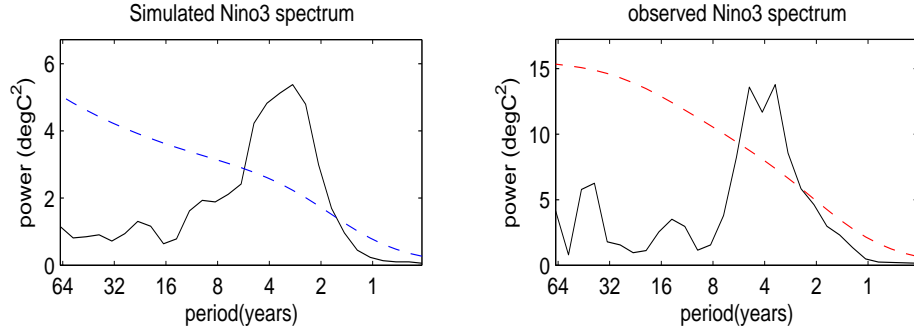 Simulated Nino3 spectrum
power (degC²)
6
4
2
0
64 32 16 8 4 2 1
period(years)
observed Nino3 spectrum
power (degC²)
15
10
5
0
64 32 16 8 4 2 1
period(years)